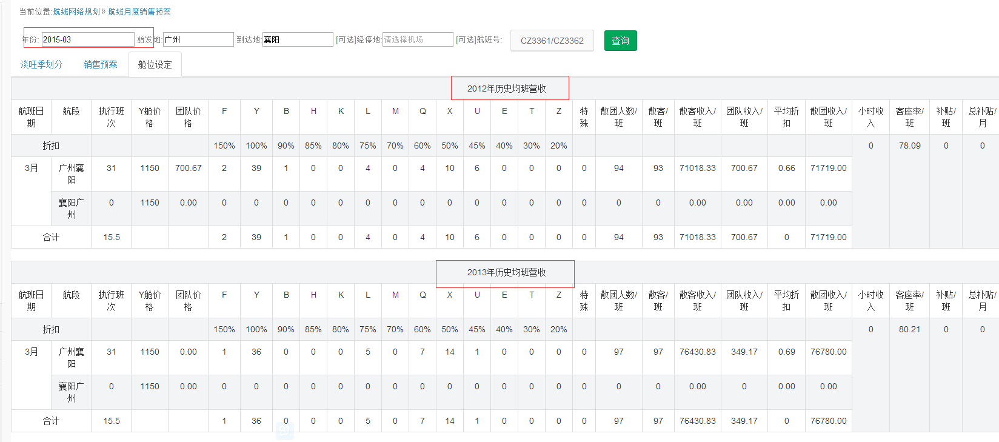 当前位置:航线网络规划》航线月度销售预案
年份: 2015-03 始发地: 广州 到达地: 襄阳 [可选]经停地: 请选择机场 [可选]航班号: CZ3361/CZ3362 查询
淡旺季划分 销售预案 舱位设定
2012年历史均班营收
航班日期 航段 执行班次 Y舱价格 团队价格 F Y B H K L M Q X U E T Z 特殊 散团人数/班 散客/班 散客收入/班 团队收入/班 平均折扣 散团收入/班 小时收入 客座率/班 补贴/班 总补贴/月
折扣 150% 100% 90% 85% 80% 75% 70% 60% 50% 45% 40% 30% 20% 0 78.09 0 0
3月 广州襄阳 31 1150 700.67 2 39 1 0 0 4 0 4 10 6 0 0 0 0 94 93 71018.33 700.67 0.66 71719.00
襄阳广州 0 1150 0.00 0 0 0 0 0 0 0 0 0 0 0 0 0 0 0 0 0.00 0.00 0.00 0.00
合计 15.5 2 39 1 0 0 4 0 4 10 6 0 0 0 0 94 93 71018.33 700.67 0 71719.00
2013年历史均班营收
航班日期 航段 执行班次 Y舱价格 团队价格 F Y B H K L M Q X U E T Z 特殊 散团人数/班 散客/班 散客收入/班 团队收入/班 平均折扣 散团收入/班 小时收入 客座率/班 补贴/班 总补贴/月
折扣 150% 100% 90% 85% 80% 75% 70% 60% 50% 45% 40% 30% 20% 0 80.21 0 0
3月 广州襄阳 31 1150 0.00 1 36 0 0 0 5 0 7 14 1 0 0 0 0 97 97 76430.83 349.17 0.69 76780.00
襄阳广州 0 1150 0.00 0 0 0 0 0 0 0 0 0 0 0 0 0 0 0 0 0.00 0 0.00 0.00
合计 15.5 1 36 0 0 0 5 0 7 14 1 0 0 0 0 97 97 76430.83 349.17 0 76780.00